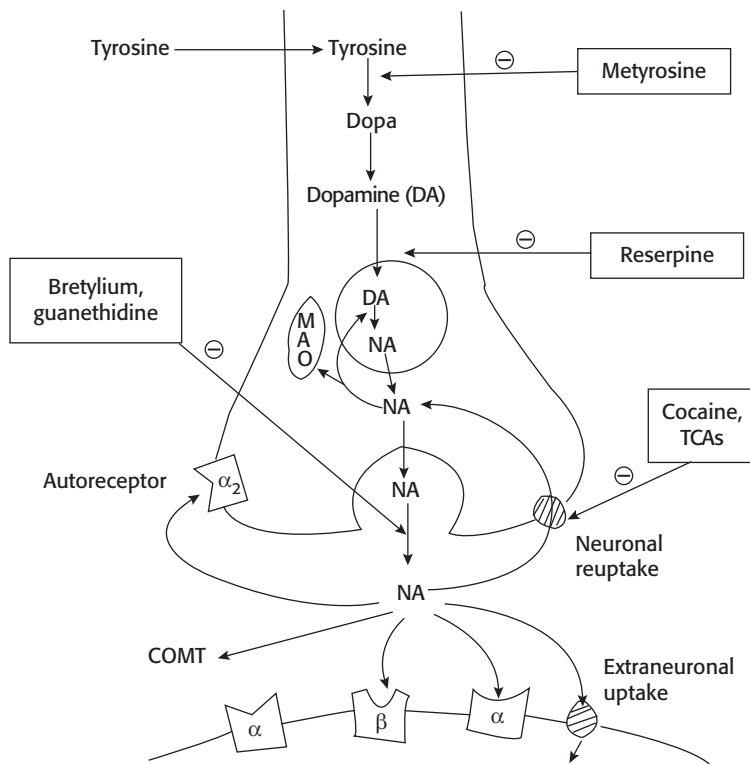 Tyrosine
Tyrosine
⊖
Metyrosine
Dopa
Dopamine (DA)
⊖
Reserpine
Bretylium,
guanethidine
⊖
DA
MAO
NA
NA
Cocaine,
TCAs
⊖
Autoreceptor
α₂
NA
Neuronal
reuptake
NA
COMT
Extraneuronal
uptake
α
β
α